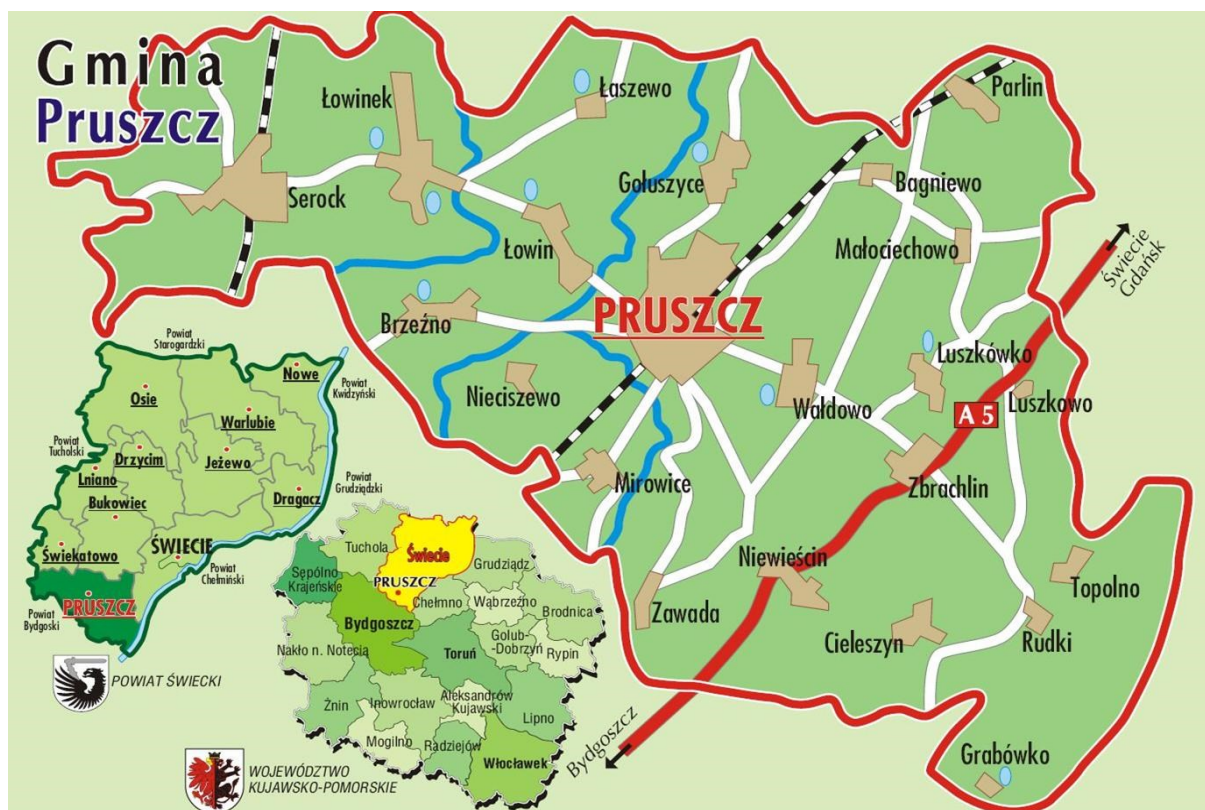 Gmina
Pruszcz
Łowinek
Łaszewo
Parlin
Serock
Gołuszyce
Bagniewo
Łowin
Małociechowo
Świecie
Gdańsk
Brzeźno
PRUSZCZ
Luszkówko
Nieciszewo
Wałdowo
Luszkowo
A 5
Mirowice
Zbrachlin
Niewieścin
Topolno
Zawada
Cieleszyn
Rudki
Bydgoszcz
Grabówko
Powiat
Starogardzki
Nowe
Powiat
Kwidzyński
Osie
Warlubie
Powiat
Tucholski
Drzycim
Jeżewo
Lniano
Powiat
Grudziądzki
Bukowiec
Dragacz
Świekatowo
ŚWIECIE
Powiat
Chełmiński
PRUSZCZ
Powiat
Bydgoski
POWIAT ŚWIECKI
Tuchola
Świecie
Sępólno
Krajeńskie
PRUSZCZ
Grudziądz
Chełmno
Wąbrzeźno
Brodnica
Bydgoszcz
Golub-
Dobrzyń
Nakło n. Notecią
Toruń
Rypin
Żnin
Inowrocław
Aleksandrów
Kujawski
Lipno
Mogilno
Radziejów
Włocławek
WOJEWÓDZTWO
KUJAWSKO-POMORSKIE